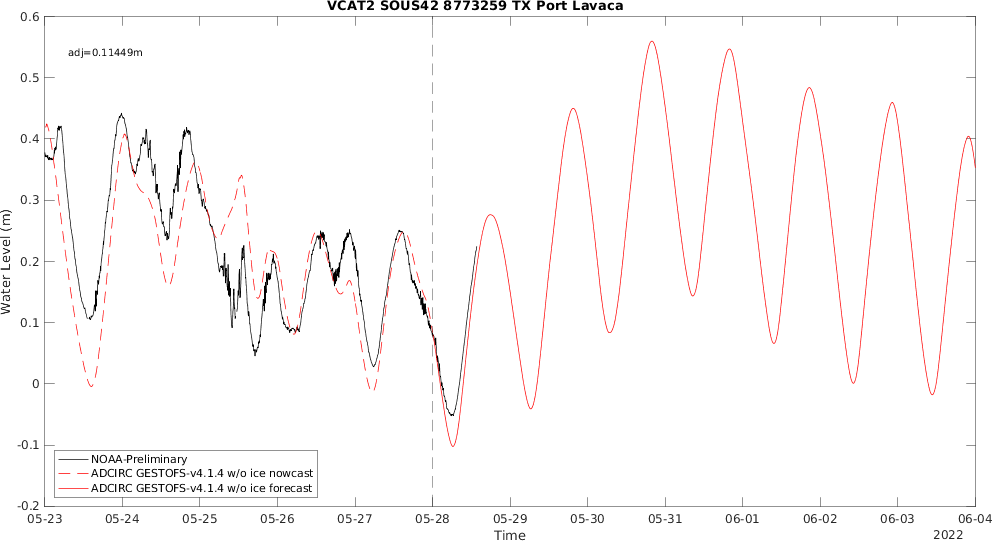 VCAT2 SOUS42 8773259 TX Port Lavaca
0.6
adj=0.11449m
0.5
0.4
0.3
0.2
0.1
0
-0.1
-0.2
Water Level (m)
NOAA-Preliminary
ADCIRC GESTOFS-v4.1.4 w/o ice nowcast
ADCIRC GESTOFS-v4.1.4 w/o ice forecast
05-23 05-24 05-25 05-26 05-27 05-28 05-29 05-30 05-31 06-01 06-02 06-03 06-04
Time
2022